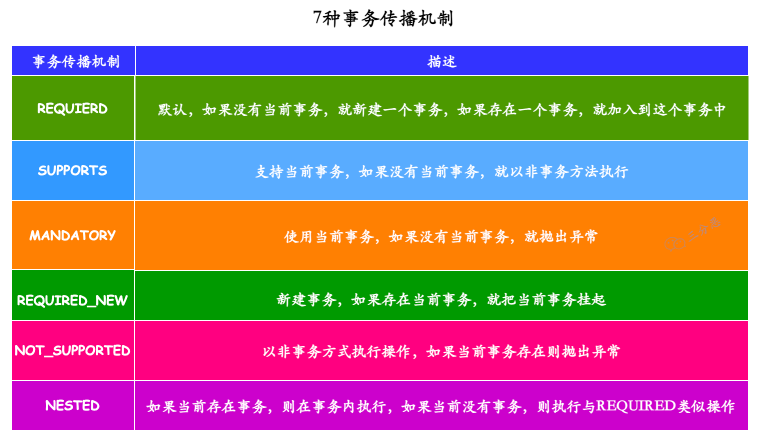 7种事务传播机制
事务传播机制 描述
REQUIERD 默认，如果没有当前事务，就新建一个事务，如果存在一个事务，就加入到这个事务中
SUPPORTS 支持当前事务，如果没有当前事务，就以非事务方法执行
MANDATORY 使用当前事务，如果没有当前事务，就抛出异常
REQUIRED_NEW 新建事务，如果存在当前事务，就把当前事务挂起
NOT_SUPPORTED 以非事务方式执行操作，如果当前事务存在则抛出异常
NESTED 如果当前存在事务，则在事务内执行，如果当前没有事务，则执行与REQUIRED类似操作